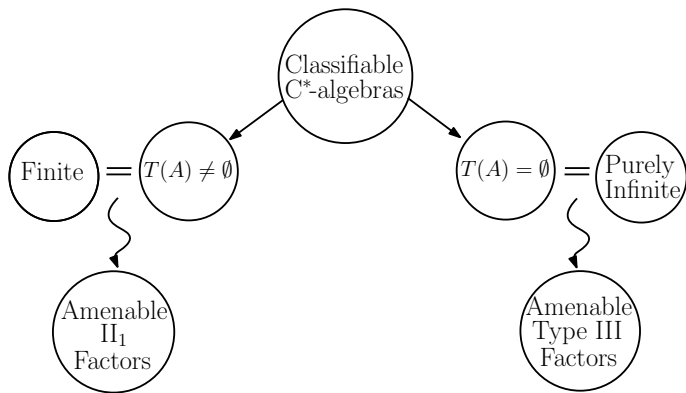 Classifiable
C*-algebras
Finite
=
T(A) ≠ ∅
T(A) = ∅
=
Purely
Infinite
Amenable
II₁
Factors
Amenable
Type III
Factors